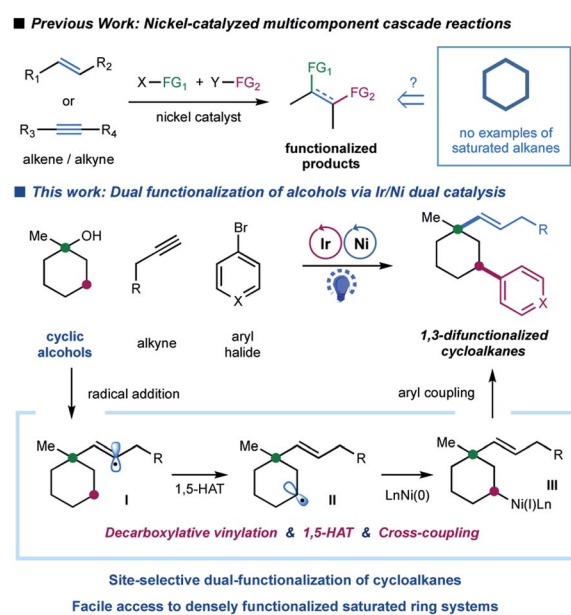 ■ Previous Work: Nickel-catalyzed multicomponent cascade reactions
R1 R2
or
R3 R4
alkene / alkyne
X—FG1 + Y—FG2
nickel catalyst
FG1
FG2
functionalized
products
?
no examples of
saturated alkanes
■ This work: Dual functionalization of alcohols via Ir/Ni dual catalysis
Me OH
cyclic
alcohols
R
alkyne
Br
X
aryl
halide
Ir Ni
Me R
X
1,3-difunctionalized
cycloalkanes
radical addition
aryl coupling
Me R
I
1,5-HAT
Me R
II
LnNi(0)
Me R
III
Ni(I)Ln
Decarboxylative vinylation & 1,5-HAT & Cross-coupling
Site-selective dual-functionalization of cycloalkanes
Facile access to densely functionalized saturated ring systems